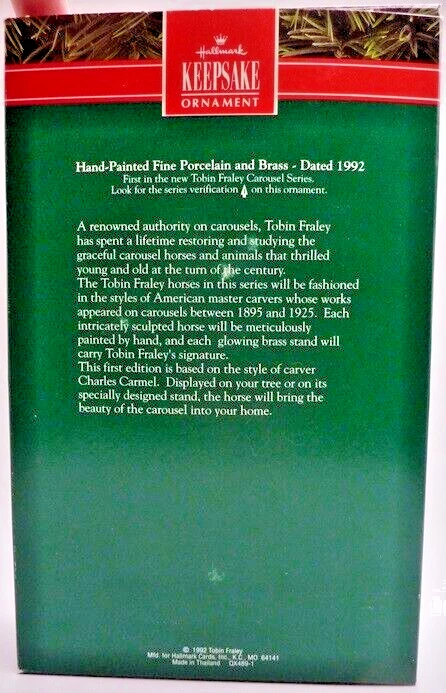 Hallmark
KEEPSAKE
ORNAMENT
Hand-Painted Fine Porcelain and Brass - Dated 1992
First in the new Tobin Fraley Carousel Series.
Look for the series verification on this ornament.
A renowned authority on carousels, Tobin Fraley
has spent a lifetime restoring and studying the
graceful carousel horses and animals that thrilled
young and old at the turn of the century.
The Tobin Fraley horses in this series will be fashioned
in the styles of American master carvers whose works
appeared on carousels between 1895 and 1925. Each
intricately sculpted horse will be meticulously
painted by hand, and each glowing brass stand will
carry Tobin Fraley's signature.
This first edition is based on the style of carver
Charles Carmel. Displayed on your tree or on its
specially designed stand, the horse will bring the
beauty of the carousel into your home.
© 1992 Tobin Fraley
Mfd. for Hallmark Cards, Inc., K.C., MO 64141
Made in Thailand QX489-1